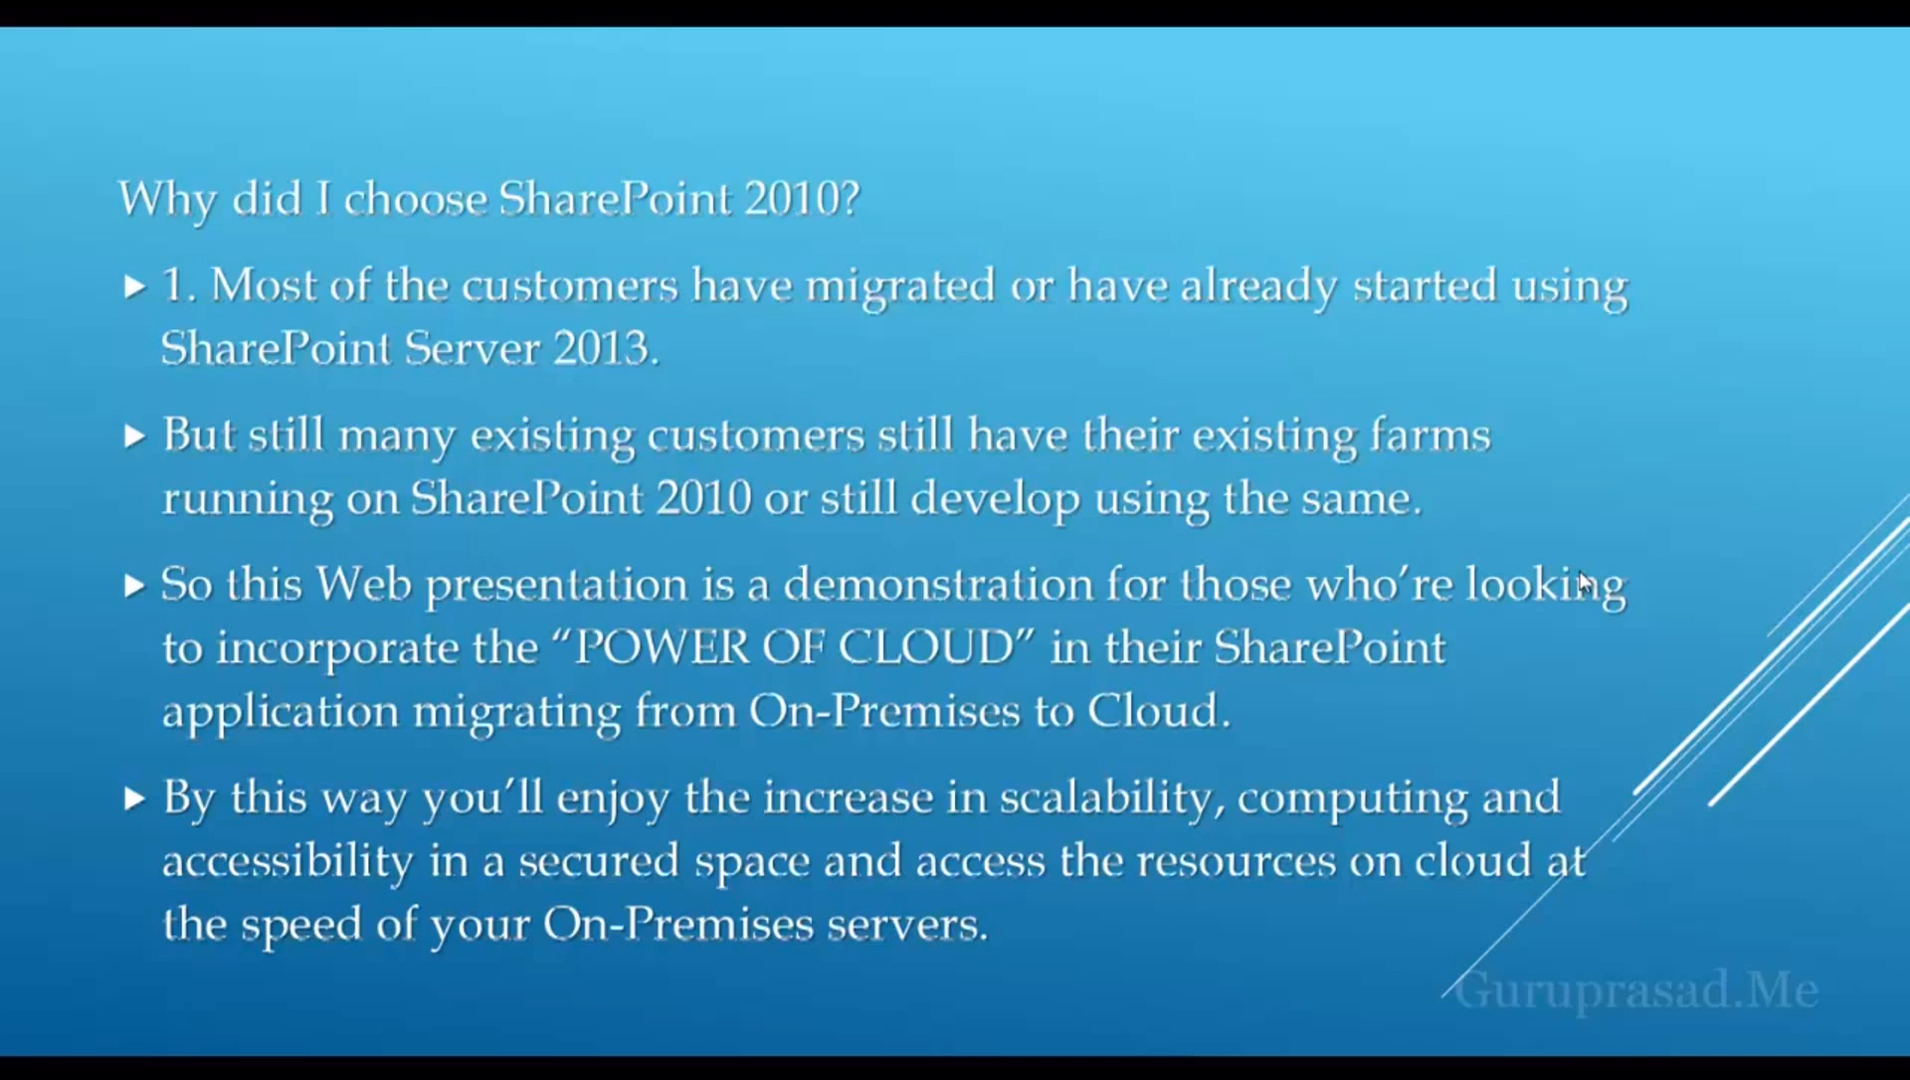 Why did I choose SharePoint 2010?
1. Most of the customers have migrated or have already started using
SharePoint Server 2013.
But still many existing customers still have their existing farms
running on SharePoint 2010 or still develop using the same.
So this Web presentation is a demonstration for those who’re looking
to incorporate the “POWER OF CLOUD” in their SharePoint
application migrating from On-Premises to Cloud.
By this way you’ll enjoy the increase in scalability, computing and
accessibility in a secured space and access the resources on cloud at
the speed of your On-Premises servers.
Guruprasad.Me